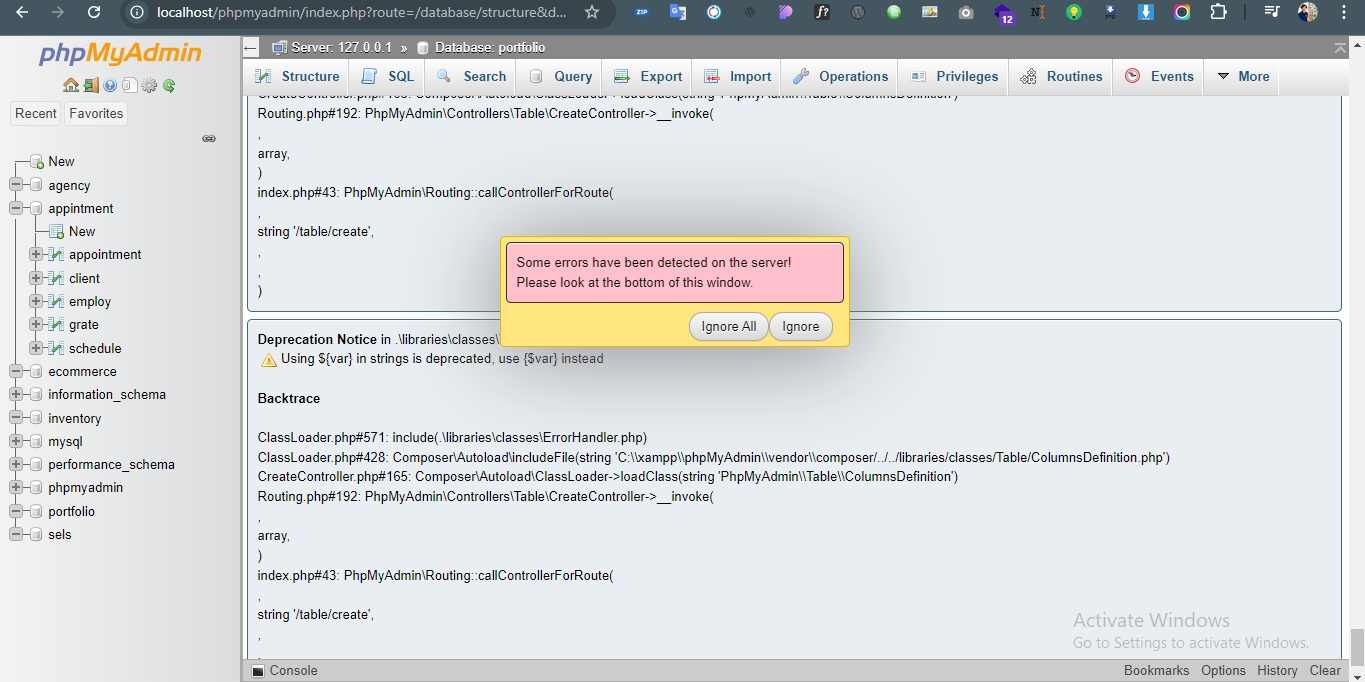 localhost/phpmyadmin/index.php?route=/database/structure&d...
ZIP
f?
12
N
phpMyAdmin
Recent
Favorites
New
agency
appintment
New
appointment
client
employ
grate
schedule
ecommerce
information_schema
inventory
mysql
performance_schema
phpmyadmin
portfolio
sels
Server: 127.0.0.1 » Database: portfolio
Structure
SQL
Search
Query
Export
Import
Operations
Privileges
Routines
Events
More
Routing.php#192: PhpMyAdmin\Controllers\Table\CreateController->__invoke(
,
array,
)
index.php#43: PhpMyAdmin\Routing::callControllerForRoute(
,
string '/table/create',
,
,
)
Some errors have been detected on the server!
Please look at the bottom of this window.
Ignore All
Ignore
Deprecation Notice in .\libraries\classes\
Using ${var} in strings is deprecated, use {$var} instead
Backtrace
ClassLoader.php#571: include(.\libraries\classes\ErrorHandler.php)
ClassLoader.php#428: Composer\Autoload\includeFile(string 'C:\\xampp\\phpMyAdmin\\vendor\\composer/../../libraries/classes/Table/ColumnsDefinition.php')
CreateController.php#165: Composer\Autoload\ClassLoader->loadClass(string 'PhpMyAdmin\\Table\\ColumnsDefinition')
Routing.php#192: PhpMyAdmin\Controllers\Table\CreateController->__invoke(
,
array,
)
index.php#43: PhpMyAdmin\Routing::callControllerForRoute(
,
string '/table/create',
,
Activate Windows
Go to Settings to activate Windows.
Console
Bookmarks
Options
History
Clear